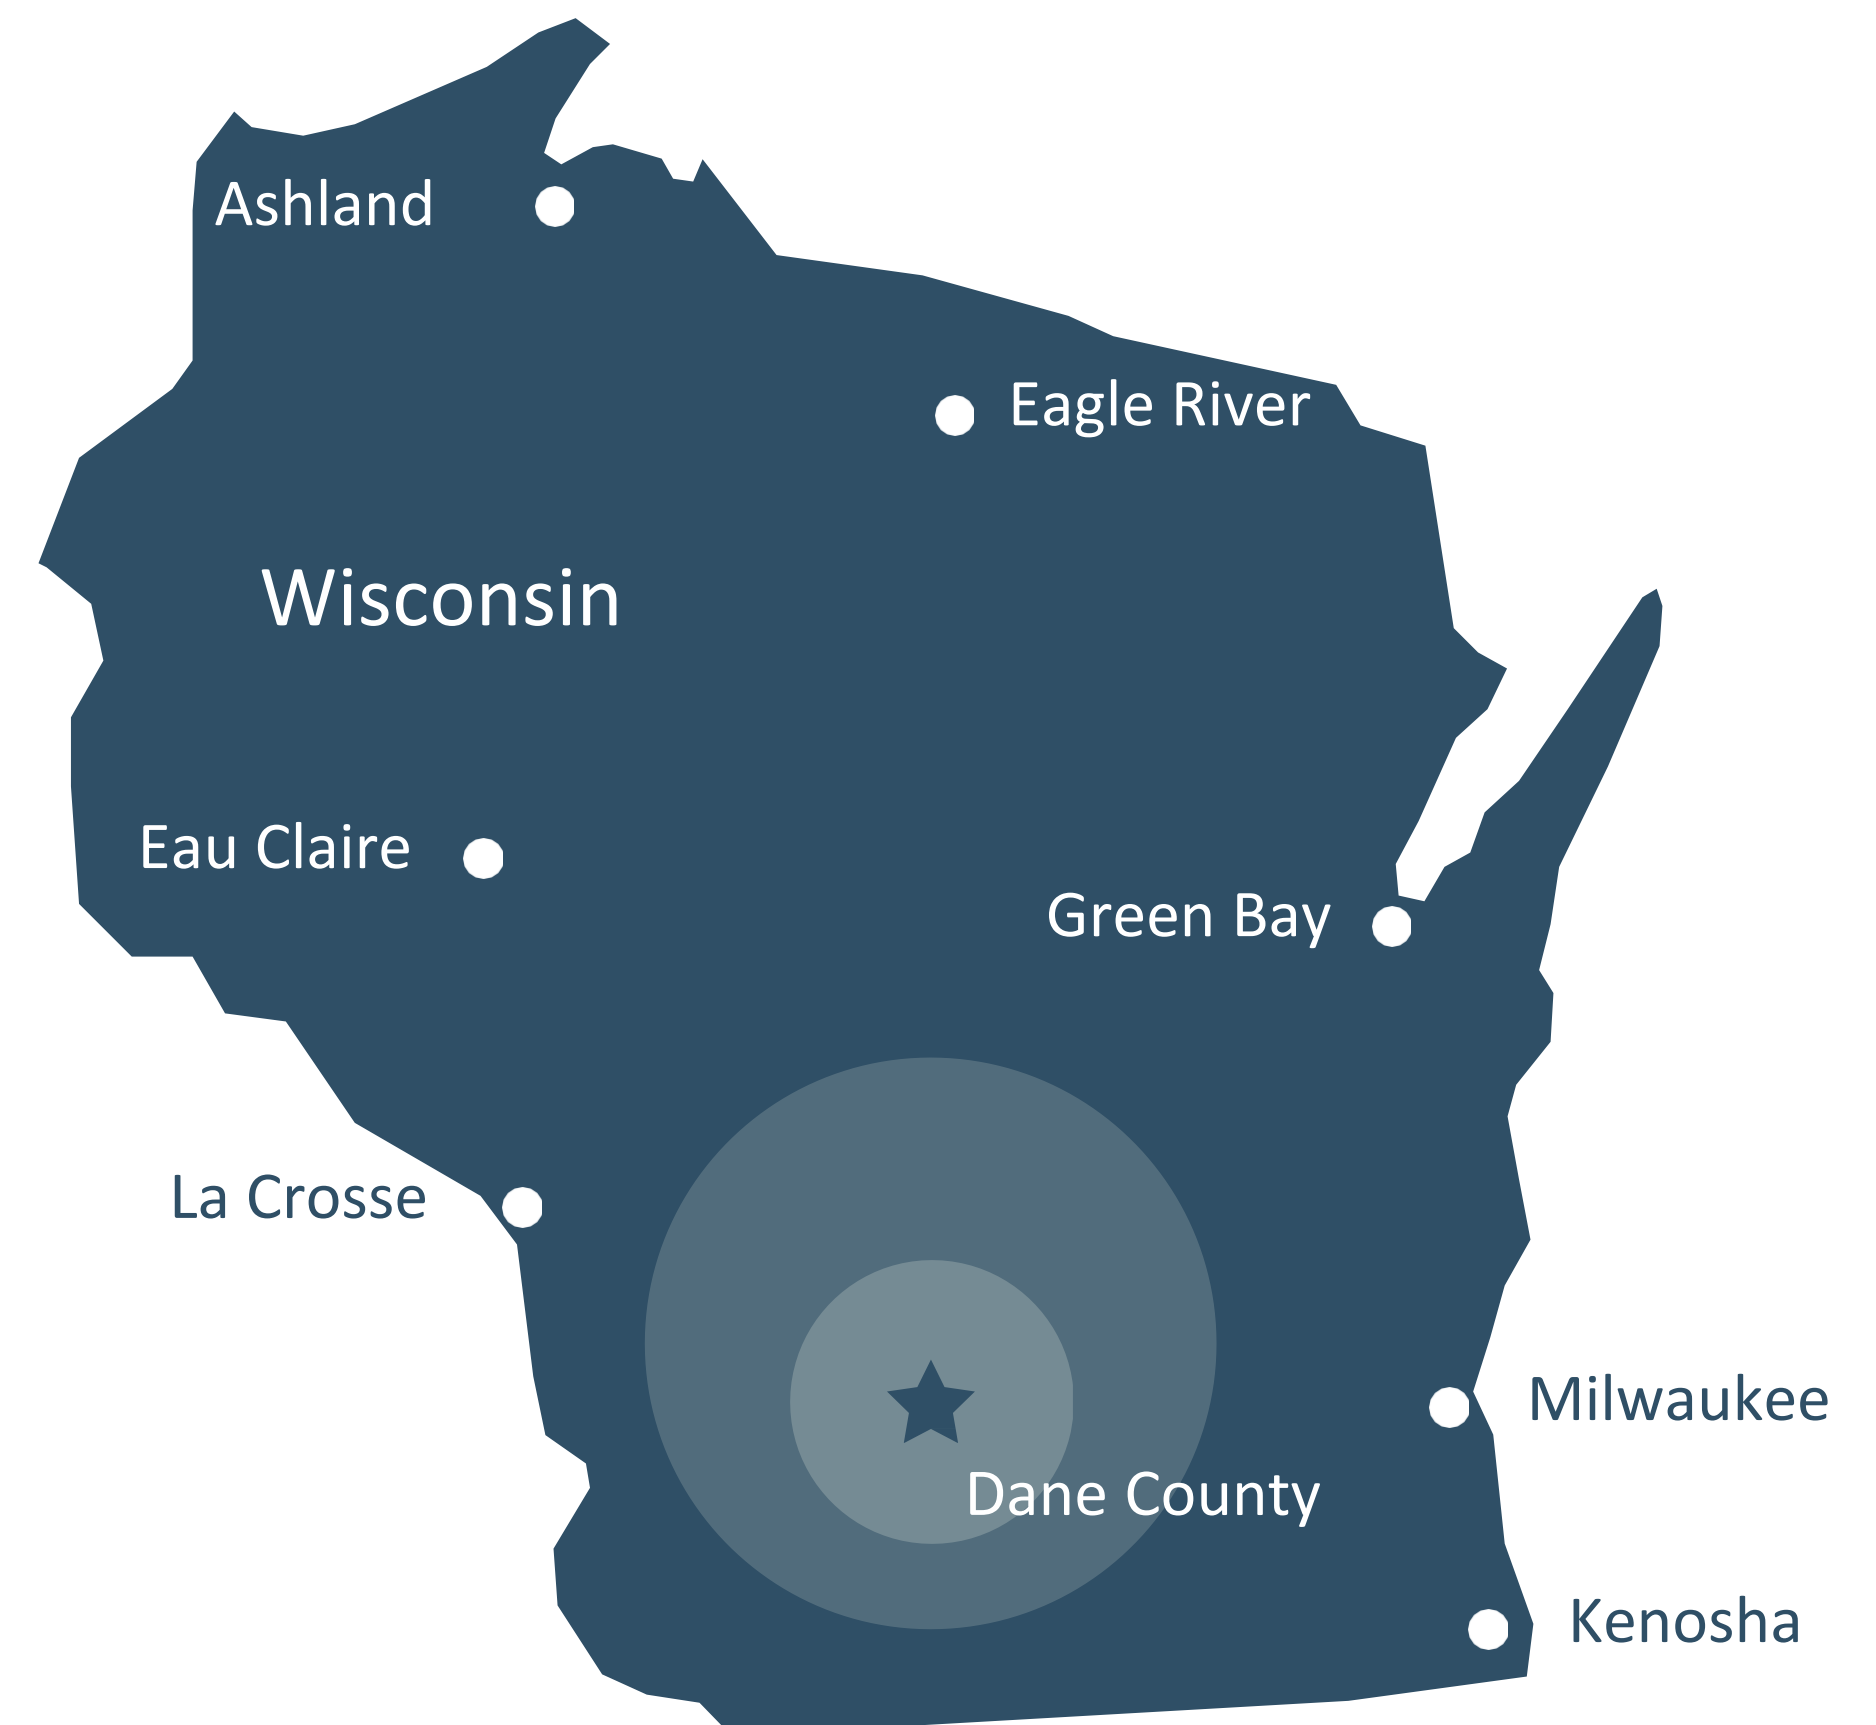 Ashland
Eagle River
Wisconsin
Eau Claire
Green Bay
La Crosse
Milwaukee
Dane County
Kenosha